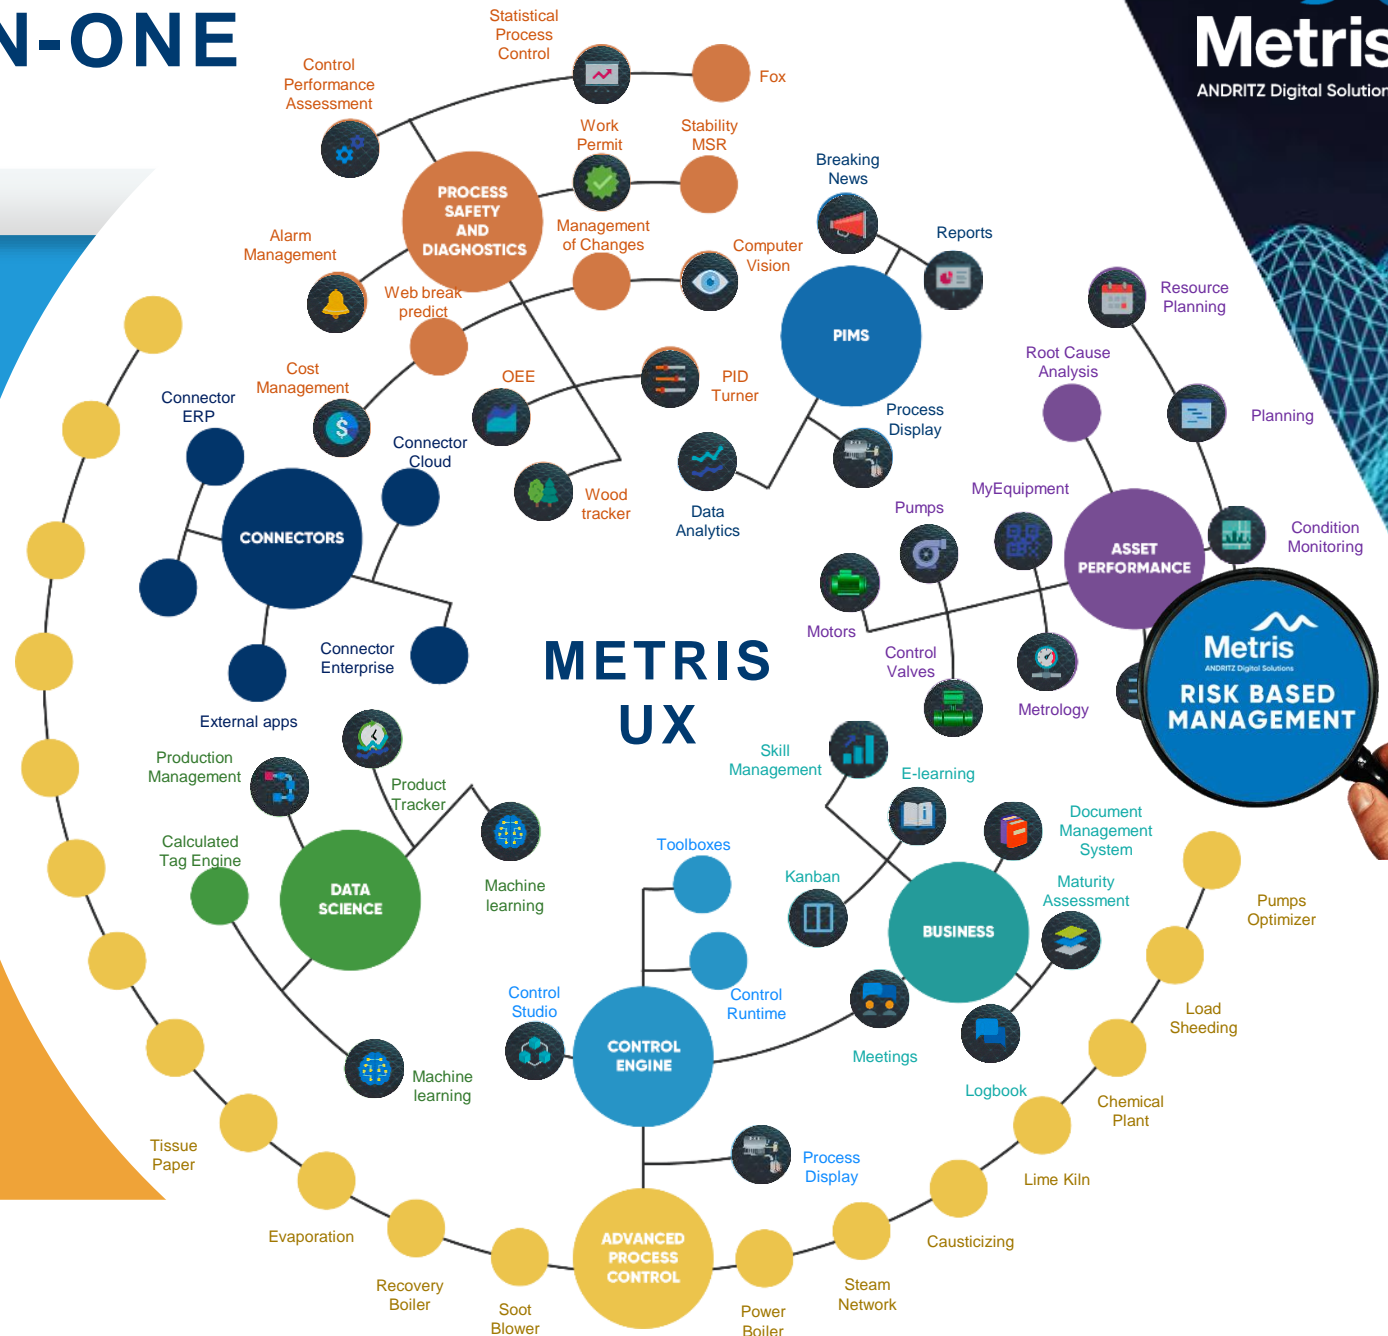 N-ONE
Metris
ANDRITZ Digital Solution
Statistical
Process
Control
Control
Performance
Assessment
Fox
Work
Permit
Stability
MSR
PROCESS
SAFETY
AND
DIAGNOSTICS
Alarm
Management
Management
of Changes
Computer
Vision
Web break
predict
Cost
Management
OEE
PID
Turner
Wood
tracker
Breaking
News
Reports
PIMS
Process
Display
Data
Analytics
Resource
Planning
Root Cause
Analysis
Planning
MyEquipment
Pumps
Condition
Monitoring
ASSET
PERFORMANCE
Motors
Control
Valves
Metrology
Metris
ANDRITZ Digital Solutions
RISK BASED
MANAGEMENT
Connector
ERP
Connector
Cloud
CONNECTORS
Connector
Enterprise
External apps
METRIS
UX
Production
Management
Product
Tracker
Calculated
Tag Engine
DATA
SCIENCE
Machine
learning
Machine
learning
Skill
Management
E-learning
Document
Management
System
Kanban
Maturity
Assessment
BUSINESS
Meetings
Logbook
Toolboxes
Control
Runtime
Control
Studio
CONTROL
ENGINE
Process
Display
Pumps
Optimizer
Load
Sheeding
Chemical
Plant
Lime Kiln
Causticizing
Steam
Network
Power
Boiler
ADVANCED
PROCESS
CONTROL
Soot
Blower
Recovery
Boiler
Evaporation
Tissue
Paper